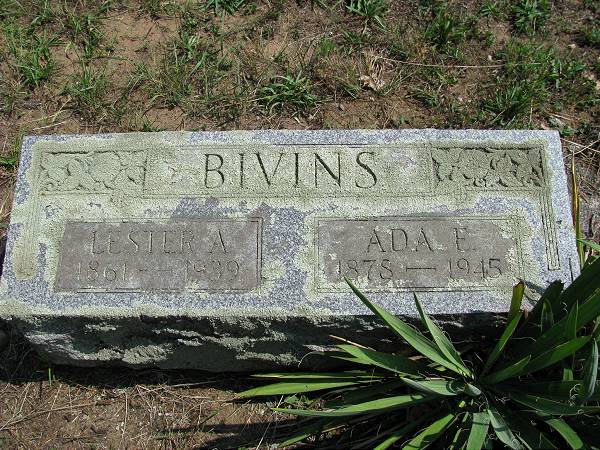 BIVINS
LESTER A.
1861 — 1939
ADA E.
1878 — 1945